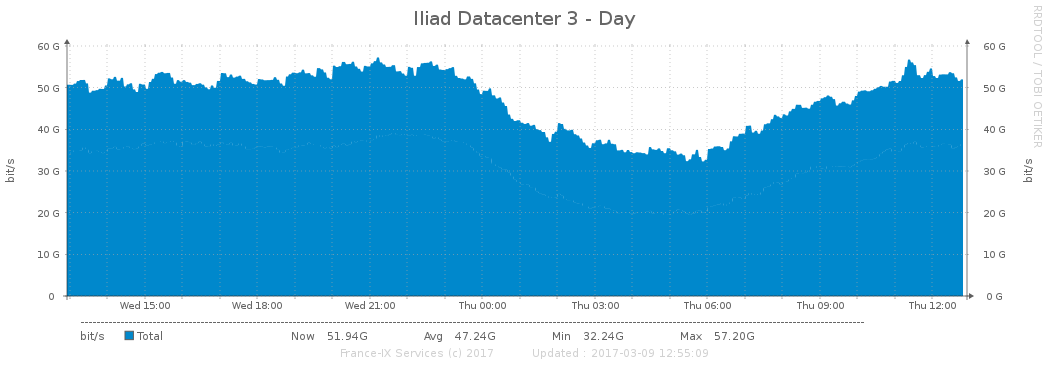 Iliad Datacenter 3 - Day
RRDTOOL / TOBI OETIKER
60 G 60 G
50 G 50 G
40 G 40 G
30 G 30 G
20 G 20 G
10 G 10 G
0 0 G
bit/s bit/s
Wed 15:00 Wed 18:00 Wed 21:00 Thu 00:00 Thu 03:00 Thu 06:00 Thu 09:00 Thu 12:00
bit/s Total Now 51.94G Avg 47.24G Min 32.24G Max 57.20G
France-IX Services (c) 2017 Updated : 2017-03-09 12:55:09